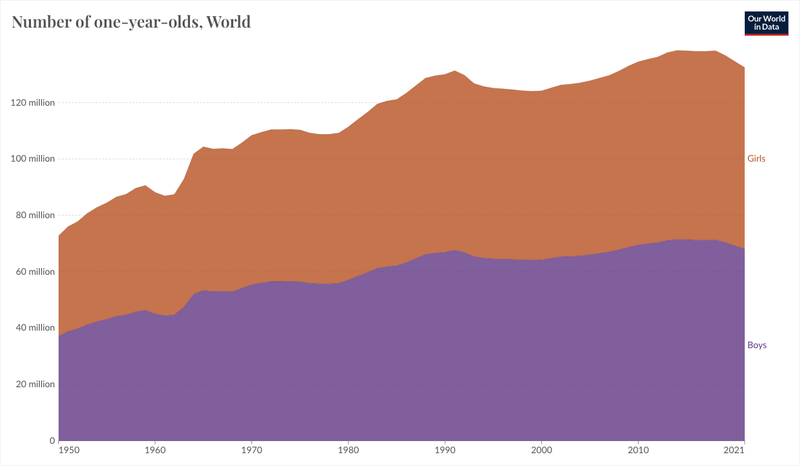 Number of one-year-olds, World
Our World
in Data
120 million
100 million
80 million
60 million
40 million
20 million
0
Girls
Boys
1950
1960
1970
1980
1990
2000
2010
2021